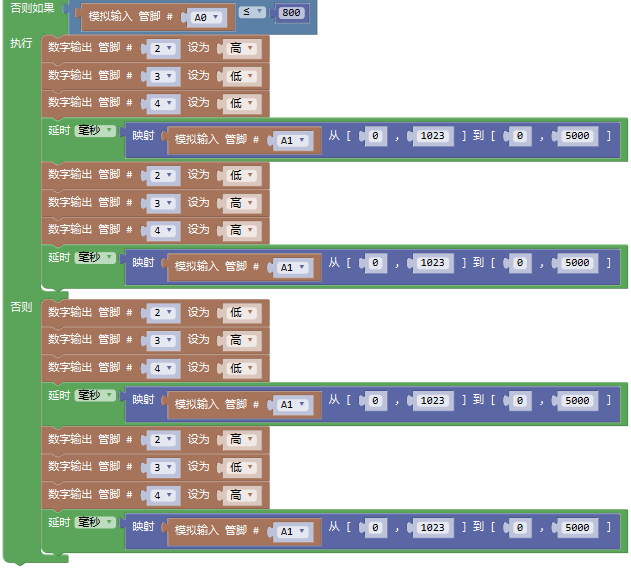 否则如果 模拟输入 管脚 # A0 ≤ 800
执行 数字输出 管脚 # 2 设为 高
数字输出 管脚 # 3 设为 低
数字输出 管脚 # 4 设为 低
延时 毫秒 映射 模拟输入 管脚 # A1 从 [ 0 , 1023 ] 到 [ 0 , 5000 ]
数字输出 管脚 # 2 设为 低
数字输出 管脚 # 3 设为 高
数字输出 管脚 # 4 设为 高
延时 毫秒 映射 模拟输入 管脚 # A1 从 [ 0 , 1023 ] 到 [ 0 , 5000 ]
否则 数字输出 管脚 # 2 设为 低
数字输出 管脚 # 3 设为 高
数字输出 管脚 # 4 设为 低
延时 毫秒 映射 模拟输入 管脚 # A1 从 [ 0 , 1023 ] 到 [ 0 , 5000 ]
数字输出 管脚 # 2 设为 高
数字输出 管脚 # 3 设为 低
数字输出 管脚 # 4 设为 高
延时 毫秒 映射 模拟输入 管脚 # A1 从 [ 0 , 1023 ] 到 [ 0 , 5000 ]